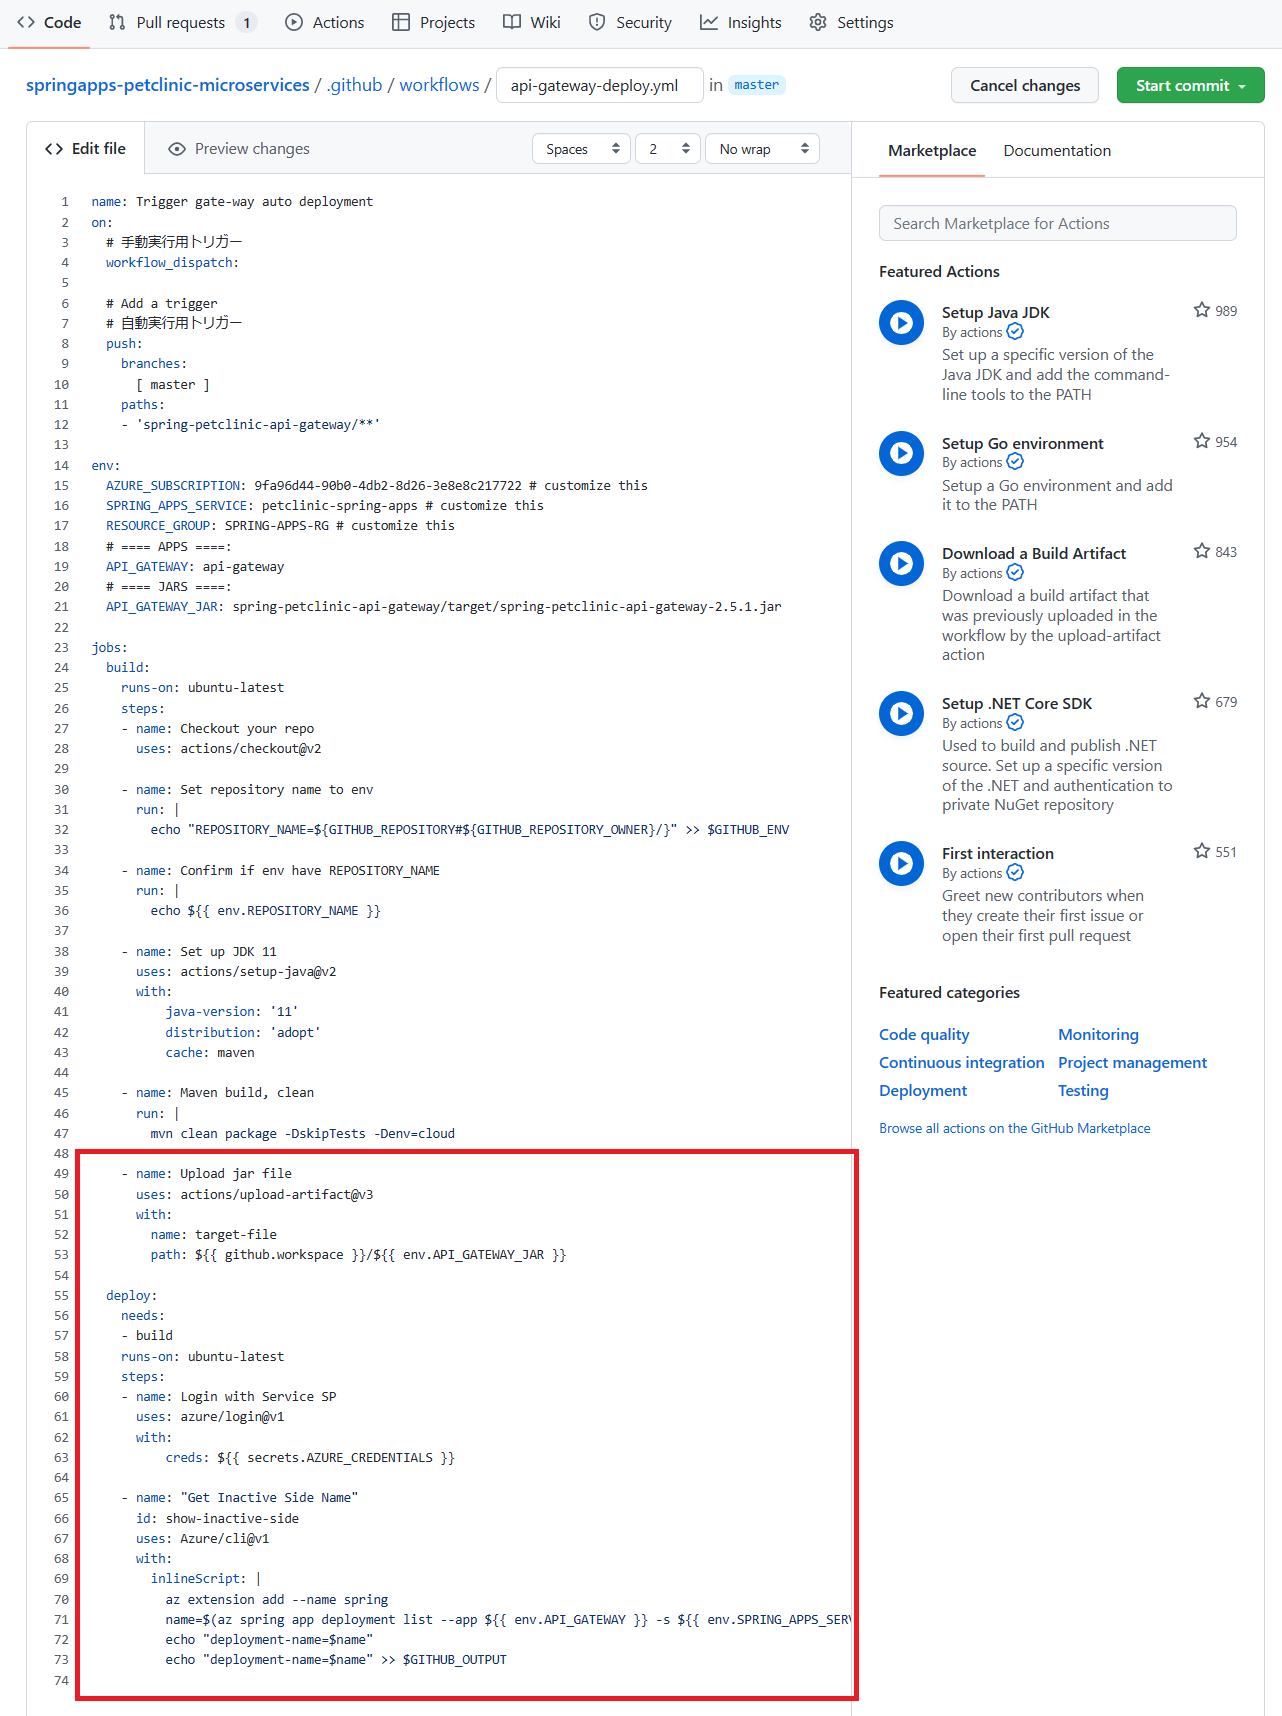 Code Pull requests 1 Actions Projects Wiki Security Insights Settings
springapps-petclinic-microservices / .github / workflows / api-gateway-deploy.yml in master Cancel changes Start commit
Edit file Preview changes Spaces 2 No wrap
1 name: Trigger gate-way auto deployment
2 on:
3 # 手動実行用トリガー
4 workflow_dispatch:
5
6 # Add a trigger
7 # 自動実行用トリガー
8 push:
9 branches:
10 [ master ]
11 paths:
12 - 'spring-petclinic-api-gateway/**'
13
14 env:
15 AZURE_SUBSCRIPTION: 9fa96d44-90b0-4db2-8d26-3e8e8c217722 # customize this
16 SPRING_APPS_SERVICE: petclinic-spring-apps # customize this
17 RESOURCE_GROUP: SPRING-APPS-RG # customize this
18 # ==== APPS ====:
19 API_GATEWAY: api-gateway
20 # ==== JARS ====:
21 API_GATEWAY_JAR: spring-petclinic-api-gateway/target/spring-petclinic-api-gateway-2.5.1.jar
22
23 jobs:
24 build:
25 runs-on: ubuntu-latest
26 steps:
27 - name: Checkout your repo
28 uses: actions/checkout@v2
29
30 - name: Set repository name to env
31 run: |
32 echo "REPOSITORY_NAME=${GITHUB_REPOSITORY#${GITHUB_REPOSITORY_OWNER}/}" >> $GITHUB_ENV
33
34 - name: Confirm if env have REPOSITORY_NAME
35 run: |
36 echo ${{ env.REPOSITORY_NAME }}
37
38 - name: Set up JDK 11
39 uses: actions/setup-java@v2
40 with:
41 java-version: '11'
42 distribution: 'adopt'
43 cache: maven
44
45 - name: Maven build, clean
46 run: |
47 mvn clean package -DskipTests -Denv=cloud
48
49 - name: Upload jar file
50 uses: actions/upload-artifact@v3
51 with:
52 name: target-file
53 path: ${{ github.workspace }}/${{ env.API_GATEWAY_JAR }}
54
55 deploy:
56 needs:
57 - build
58 runs-on: ubuntu-latest
59 steps:
60 - name: Login with Service SP
61 uses: azure/login@v1
62 with:
63 creds: ${{ secrets.AZURE_CREDENTIALS }}
64
65 - name: "Get Inactive Side Name"
66 id: show-inactive-side
67 uses: Azure/cli@v1
68 with:
69 inlineScript: |
70 az extension add --name spring
71 name=$(az spring app deployment list --app ${{ env.API_GATEWAY }} -s ${{ env.SPRING_APPS_SERV
72 echo "deployment-name=$name"
73 echo "deployment-name=$name" >> $GITHUB_OUTPUT
74
Marketplace Documentation
Search Marketplace for Actions
Featured Actions
Setup Java JDK 989
By actions
Set up a specific version of the
Java JDK and add the command-
line tools to the PATH
Setup Go environment 954
By actions
Setup a Go environment and add
it to the PATH
Download a Build Artifact 843
By actions
Download a build artifact that
was previously uploaded in the
workflow by the upload-artifact
action
Setup .NET Core SDK 679
By actions
Used to build and publish .NET
source. Set up a specific version
of the .NET and authentication to
private NuGet repository
First interaction 551
By actions
Greet new contributors when
they create their first issue or
open their first pull request
Featured categories
Code quality Monitoring
Continuous integration Project management
Deployment Testing
Browse all actions on the GitHub Marketplace